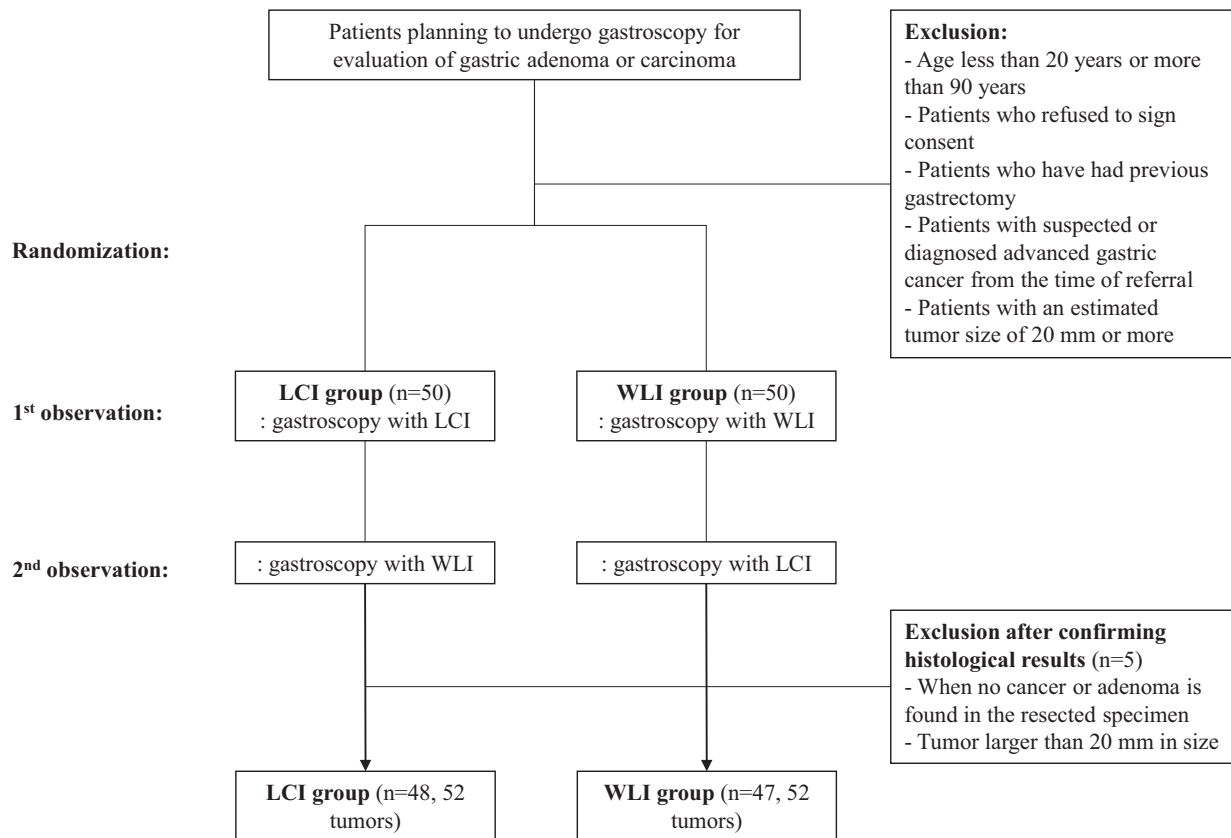 Patients planning to undergo gastroscopy for
evaluation of gastric adenoma or carcinoma
Exclusion:
- Age less than 20 years or more
than 90 years
- Patients who refused to sign
consent
- Patients who have had previous
gastrectomy
- Patients with suspected or
diagnosed advanced gastric
cancer from the time of referral
- Patients with an estimated
tumor size of 20 mm or more
Randomization:
1st observation:
LCI group (n=50)
: gastroscopy with LCI
WLI group (n=50)
: gastroscopy with WLI
2nd observation:
: gastroscopy with WLI
: gastroscopy with LCI
Exclusion after confirming
histological results (n=5)
- When no cancer or adenoma is
found in the resected specimen
- Tumor larger than 20 mm in size
LCI group (n=48, 52
tumors)
WLI group (n=47, 52
tumors)